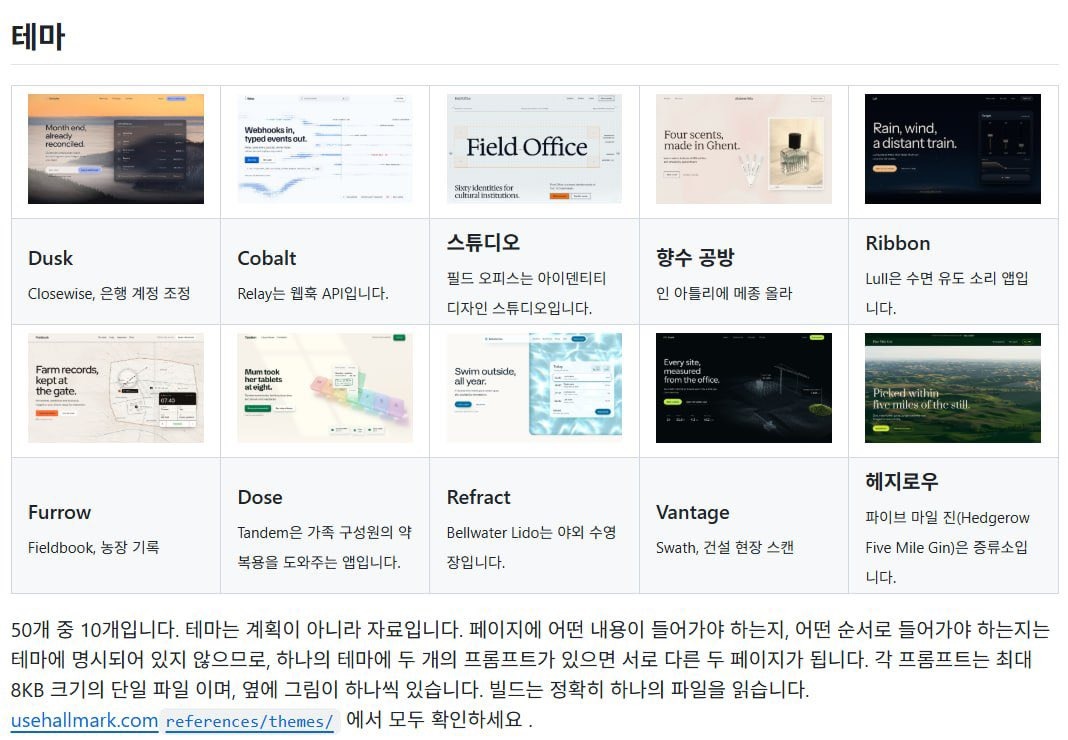 테마
Month end,
already
reconciled.
Webhooks in,
typed events out.
Field Office
Sixty identities for
cultural institutions.
Four scents,
made in Ghent.
Rain, wind,
a distant train.
Dusk
Closewise, 은행 계정 조정
Cobalt
Relay는 웹훅 API입니다.
스튜디오
필드 오피스는 아이덴티티
디자인 스튜디오입니다.
향수 공방
인 아틀리에 메종 올라
Ribbon
Lull은 수면 유도 소리 앱입
니다.
Farm records,
kept at
the gate.
07:40
Mum took
her tablets
at eight.
Swim outside,
all year.
Today
Every site,
measured
from the office.
Picked within
five miles of the still.
Furrow
Fieldbook, 농장 기록
Dose
Tandem은 가족 구성원의 약
복용을 도와주는 앱입니다.
Refract
Bellwater Lido는 야외 수영
장입니다.
Vantage
Swath, 건설 현장 스캔
헤지로우
파이브 마일 진(Hedgerow
Five Mile Gin)은 증류소입
니다.
50개 중 10개입니다. 테마는 계획이 아니라 자료입니다. 페이지에 어떤 내용이 들어가야 하는지, 어떤 순서로 들어가야 하는지는
테마에 명시되어 있지 않으므로, 하나의 테마에 두 개의 프롬프트가 있으면 서로 다른 두 페이지가 됩니다. 각 프롬프트는 최대
8KB 크기의 단일 파일 이며, 옆에 그림이 하나씩 있습니다. 빌드는 정확히 하나의 파일을 읽습니다.
usehallmark.com references/themes/ 에서 모두 확인하세요 .